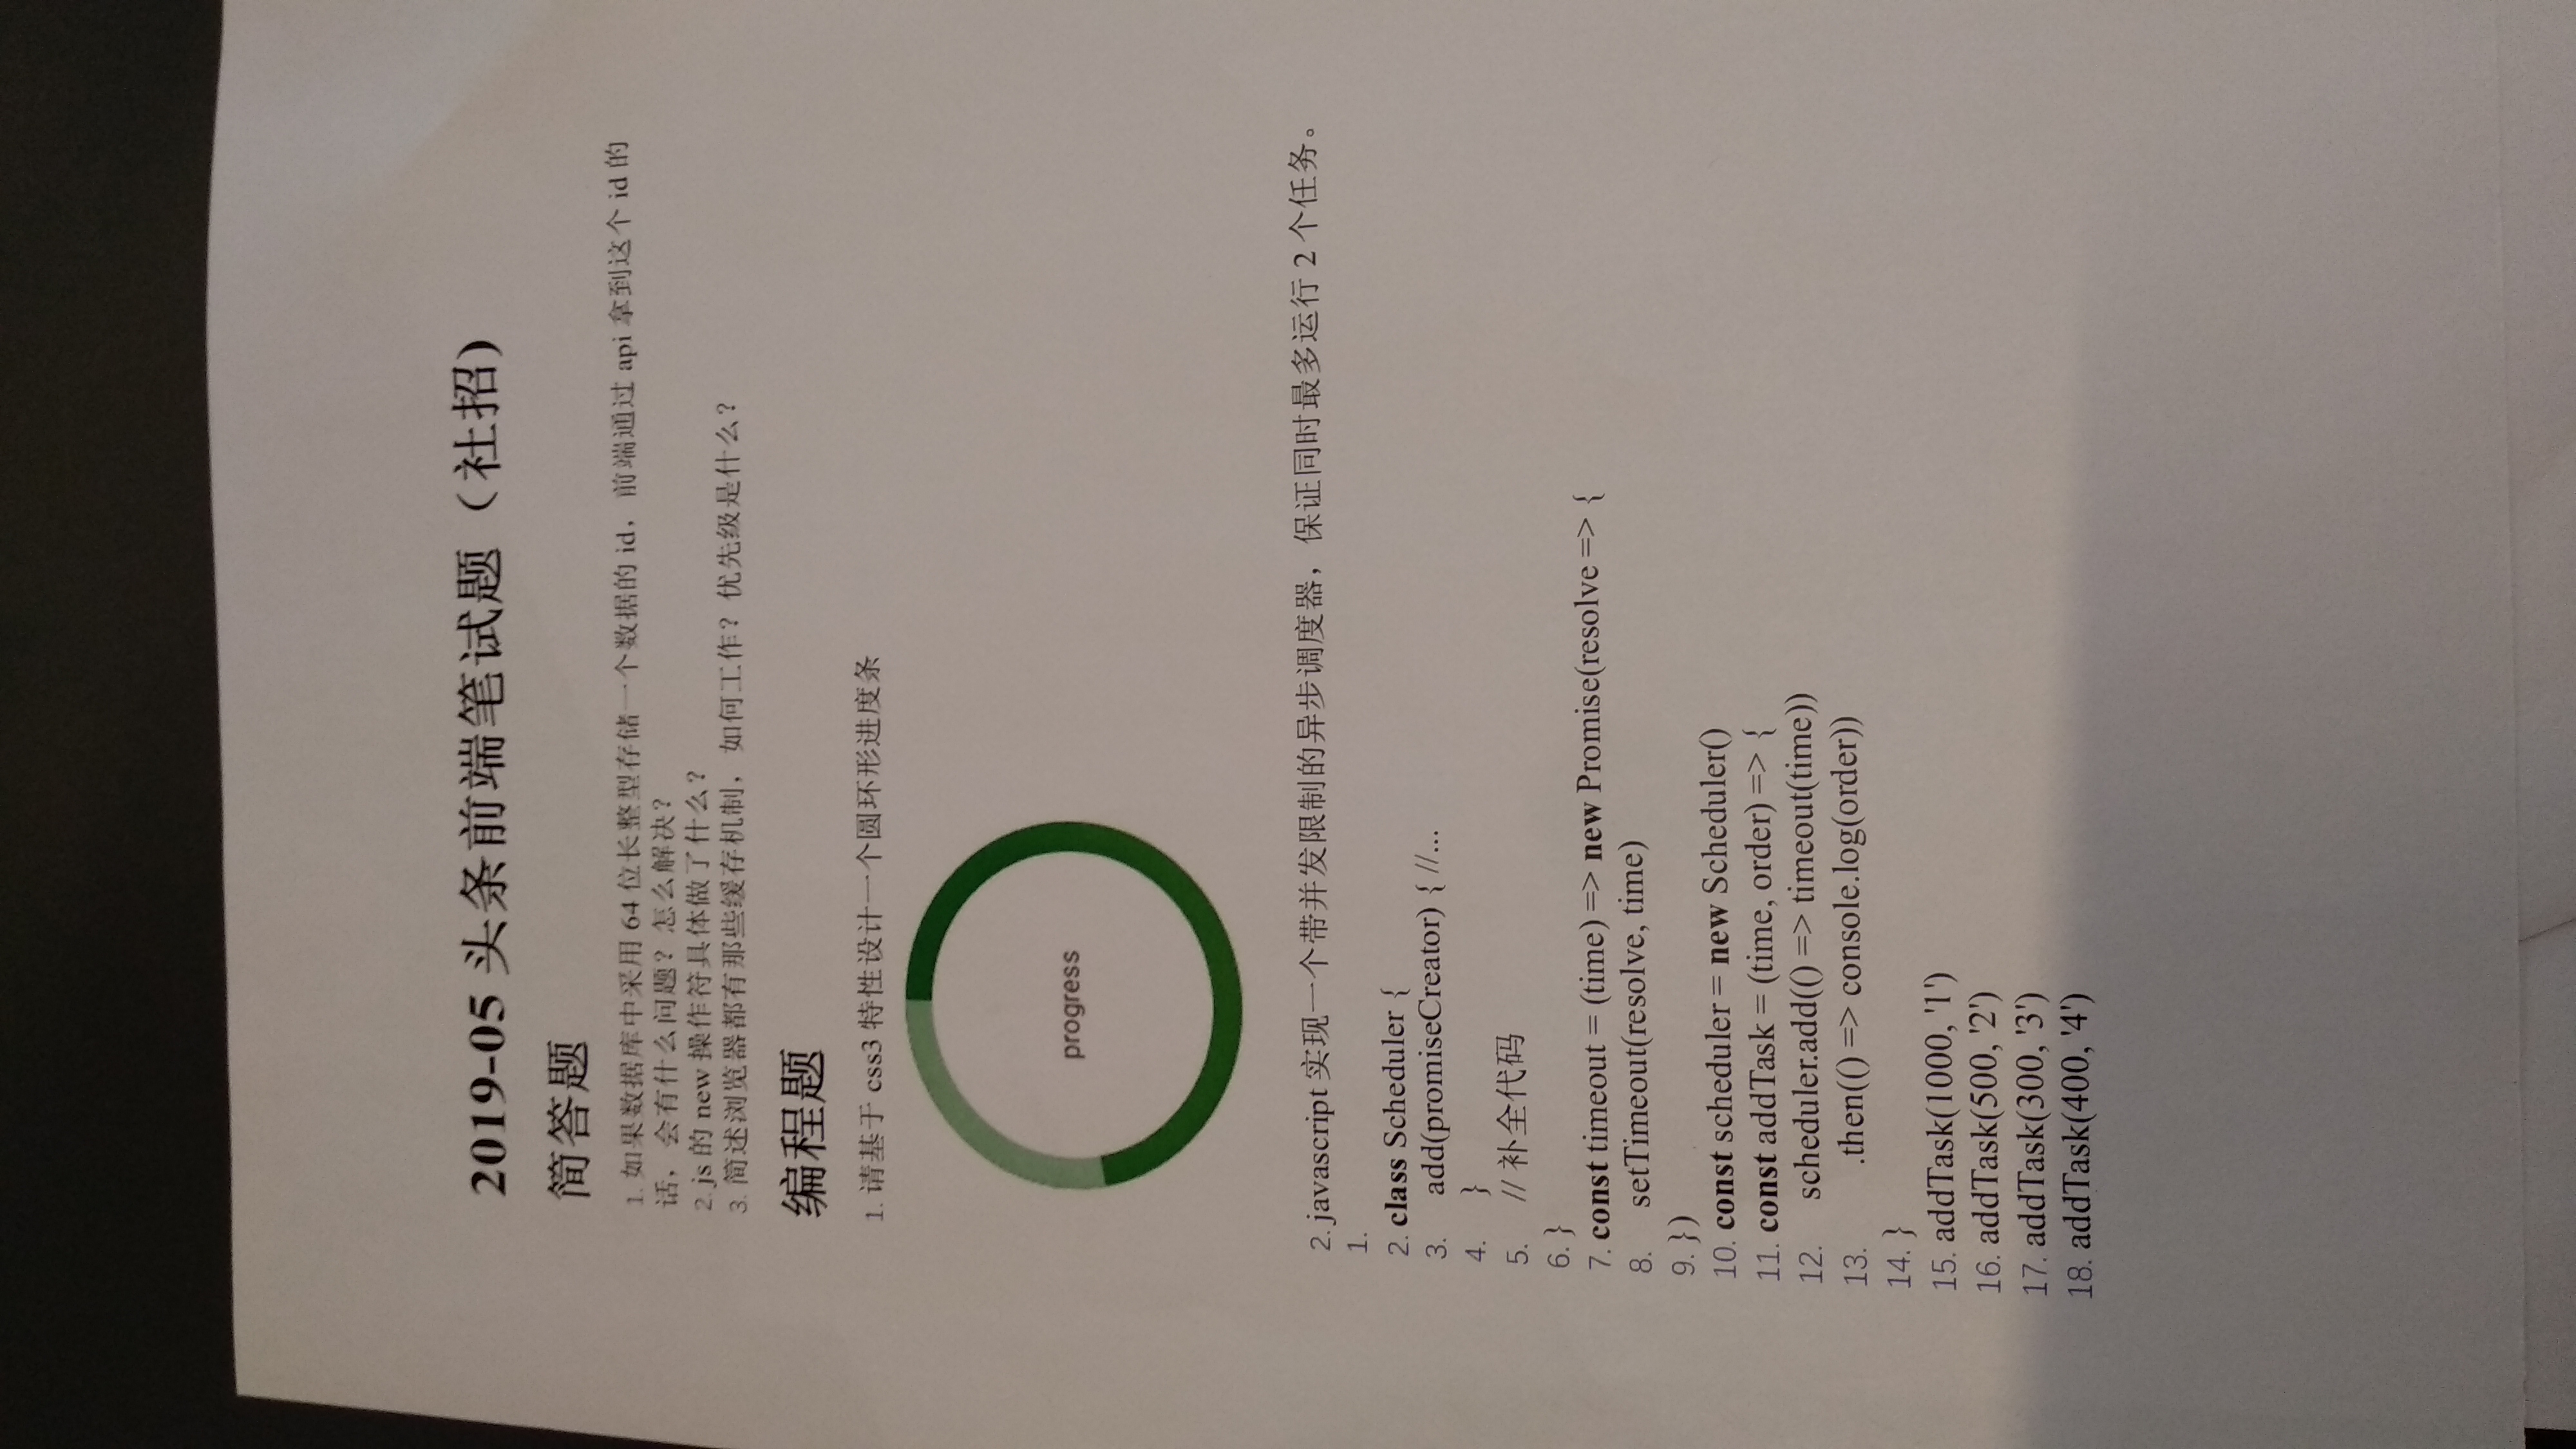 2019-05 头条前端笔试题（社招)
简答题
1. 如果数据库中采用 64 位长整型存储一个数据的 id，前端通过 api 拿到这个 id 的
话，会有什么问题？怎么解决？
2. js 的 new 操作符具体做了什么？
3. 简述浏览器都有那些缓存机制，如何工作？优先级是什么？
编程题
1. 请基于 css3 特性设计一个圆环形进度条
progress
2. javascript 实现一个带并发限制的异步调度器，保证同时最多运行 2 个任务。
1.
2. class Scheduler {
3. add(promiseCreator) { //...
4. }
5. // 补全代码
6. }
7. const timeout = (time) => new Promise(resolve => {
8. setTimeout(resolve, time)
9. })
10. const scheduler = new Scheduler()
11. const addTask = (time, order) => {
12. scheduler.add(() => timeout(time))
13. .then(() => console.log(order))
14. }
15. addTask(1000, '1')
16. addTask(500, '2')
17. addTask(300, '3')
18. addTask(400, '4')